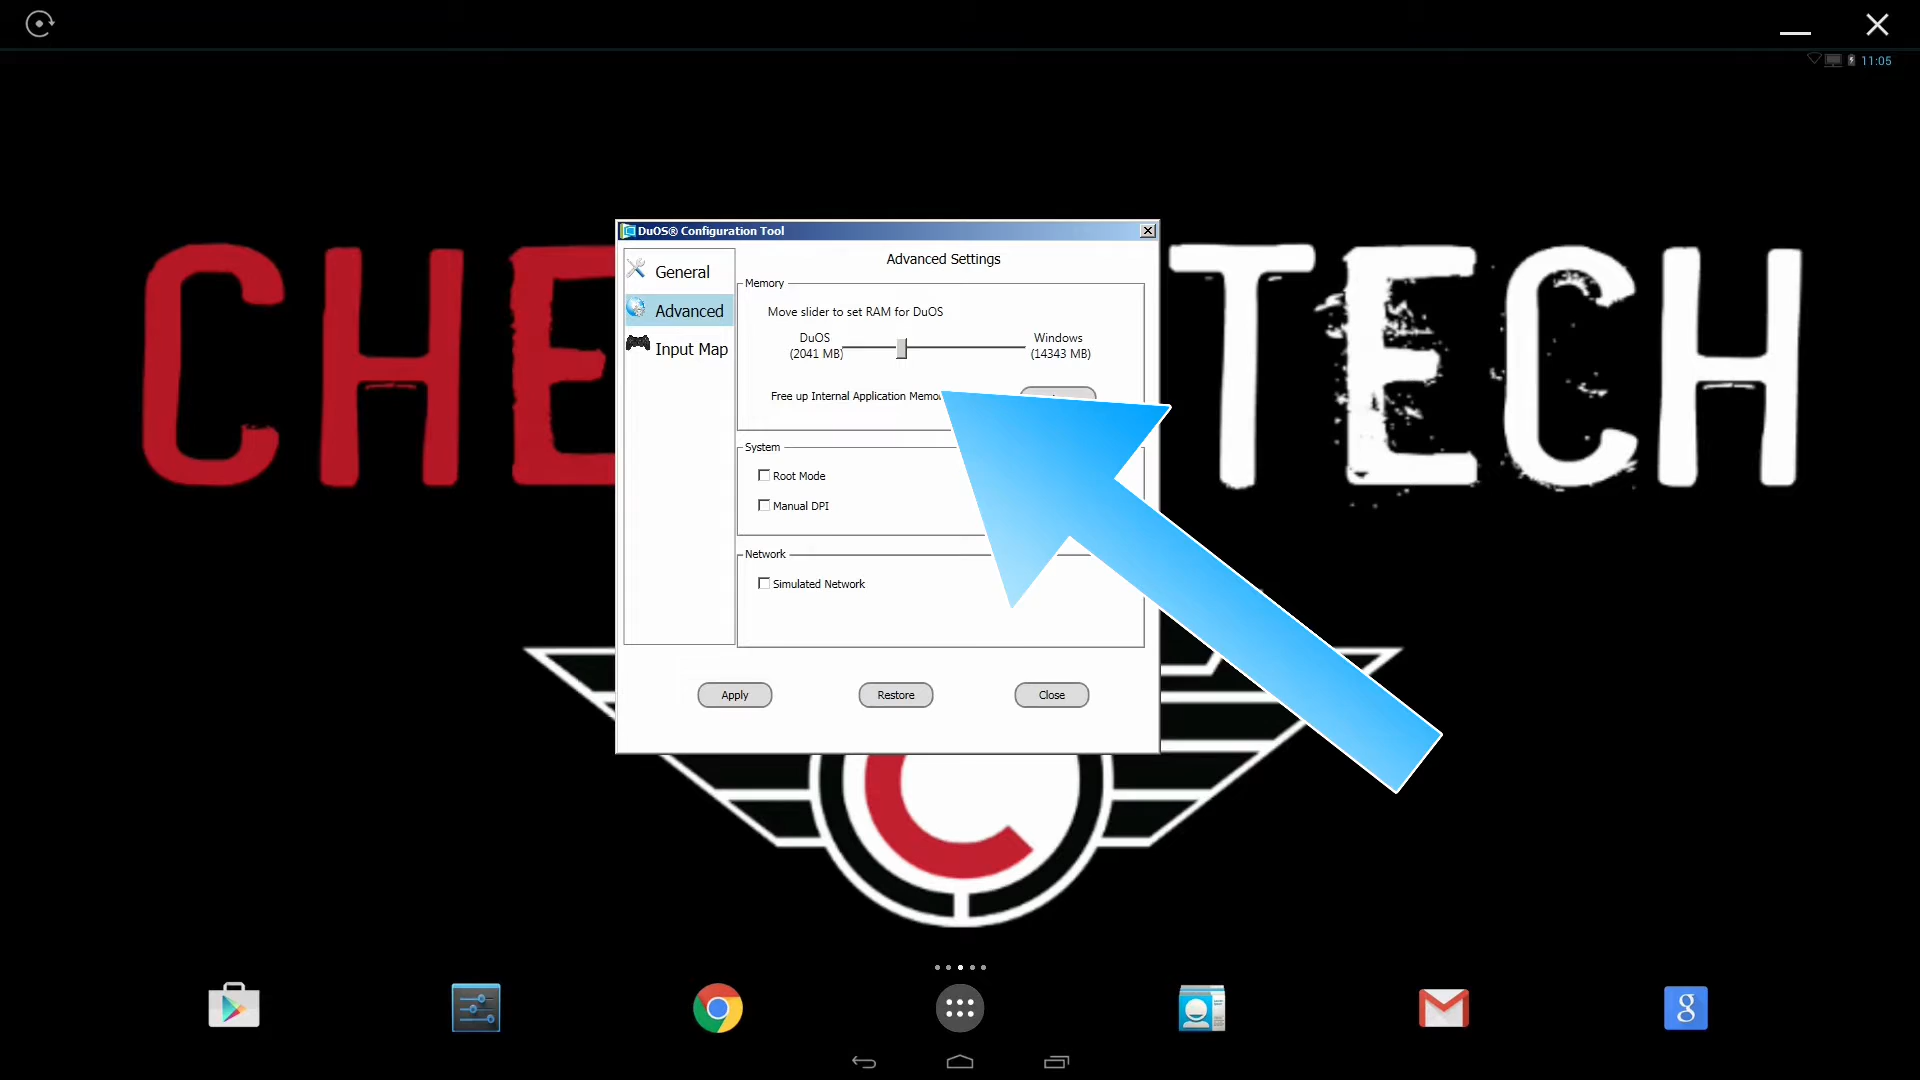 11:05
CHE TECH
DuOS® Configuration Tool
General
Advanced
Input Map
Advanced Settings
Memory
Move slider to set RAM for DuOS
DuOS
(2041 MB)
Windows
(14343 MB)
Free up Internal Application
System
Root Mode
Manual DPI
Network
Simulated Network
Apply
Restore
Close
g